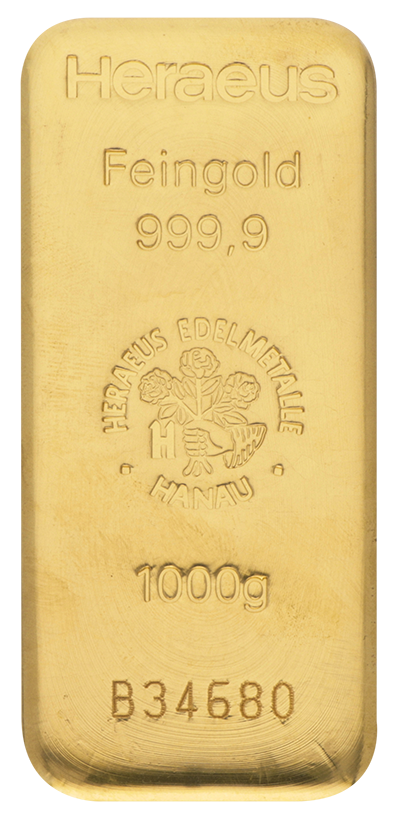 Heraeus
Feingold
999,9
HERAEUS EDELMETALLE
HANAU
1000g
B34680